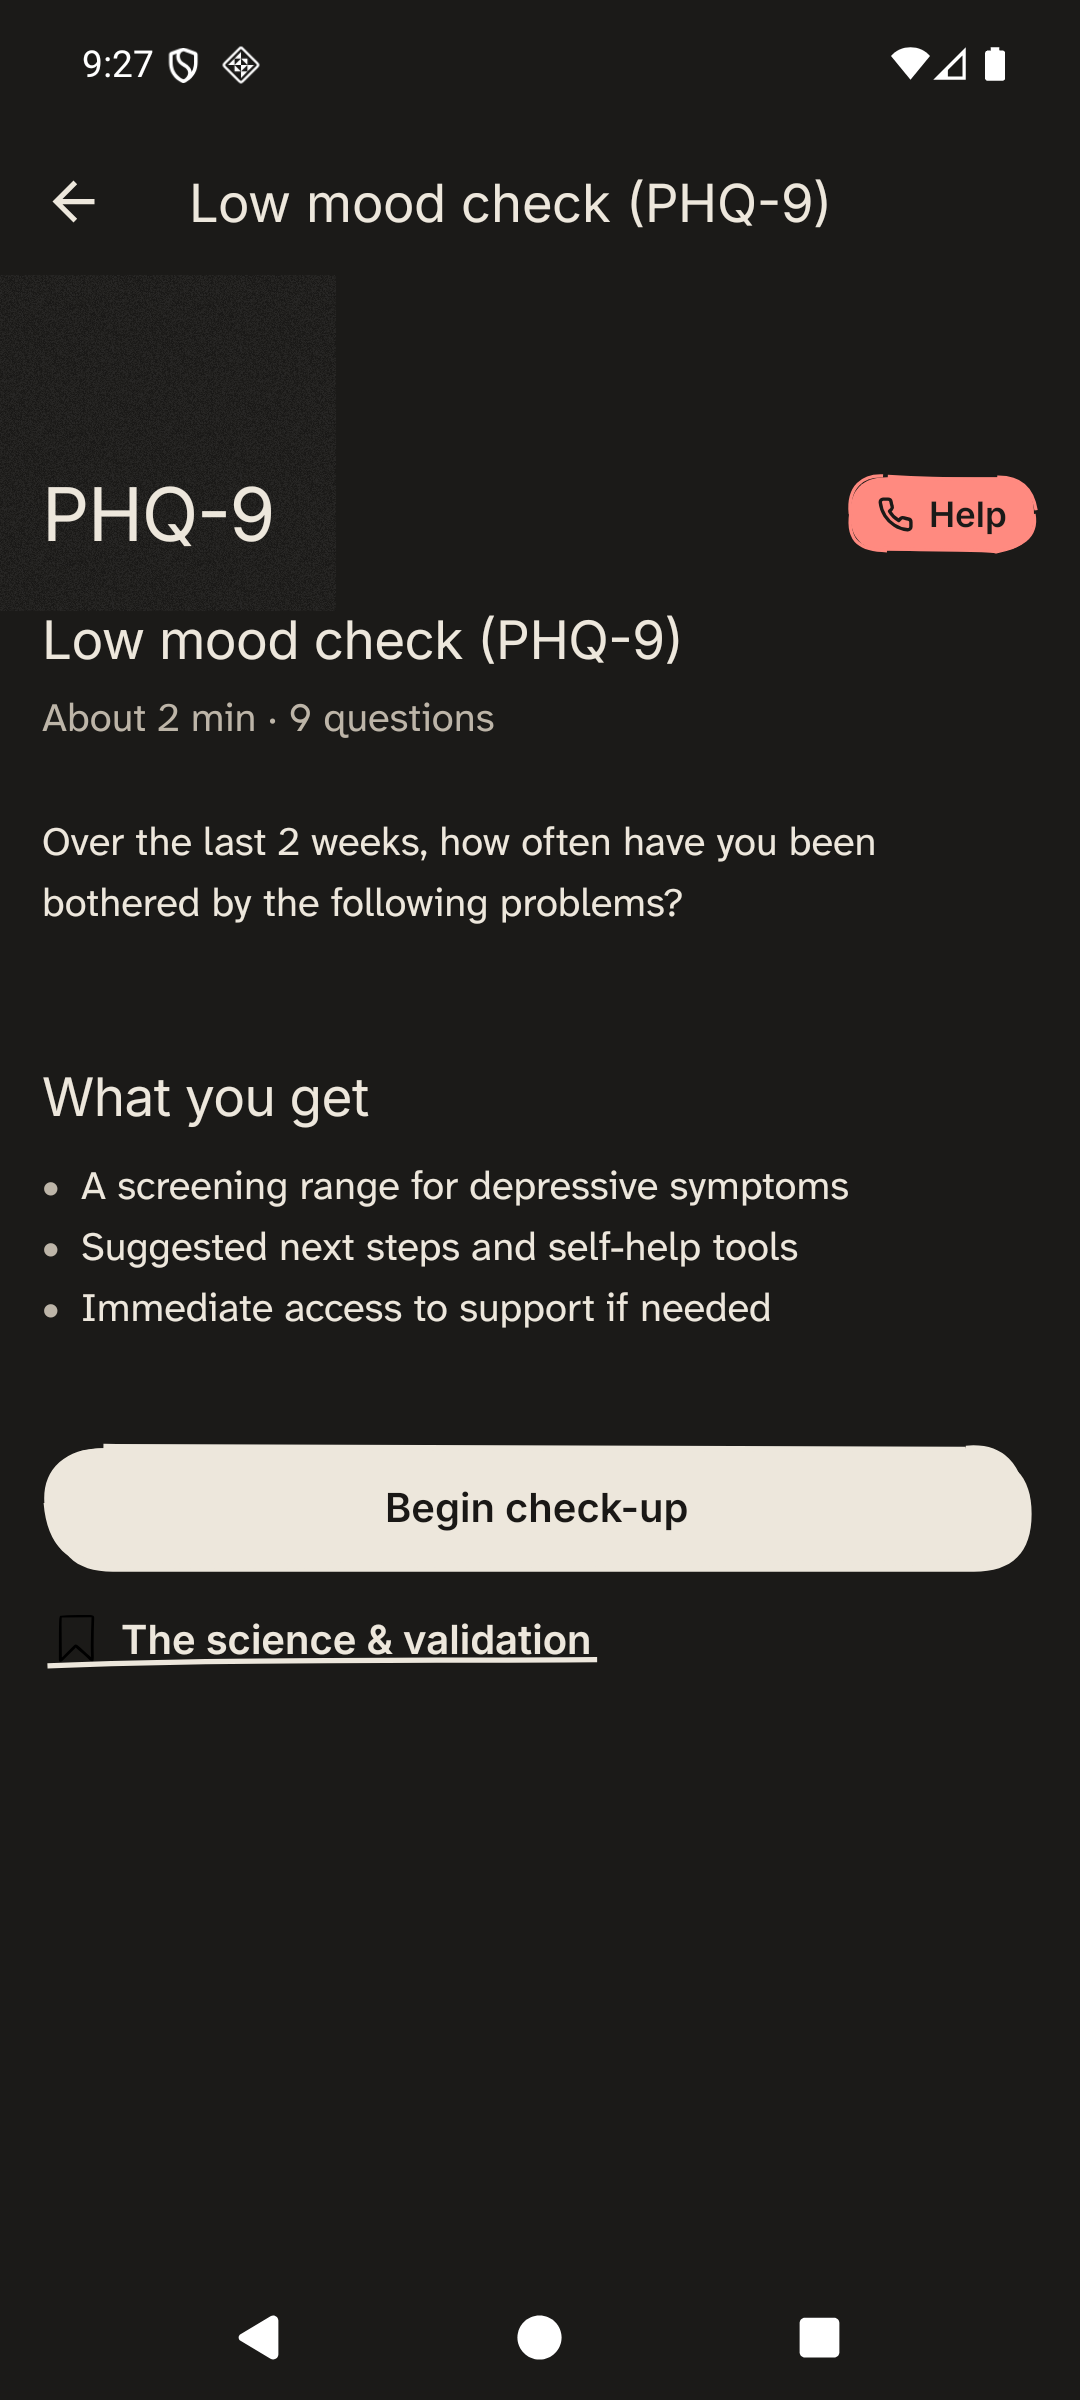 9:27
Low mood check (PHQ-9)
PHQ-9
Help
Low mood check (PHQ-9)
About 2 min · 9 questions
Over the last 2 weeks, how often have you been
bothered by the following problems?
What you get
• A screening range for depressive symptoms
• Suggested next steps and self-help tools
• Immediate access to support if needed
Begin check-up
The science & validation